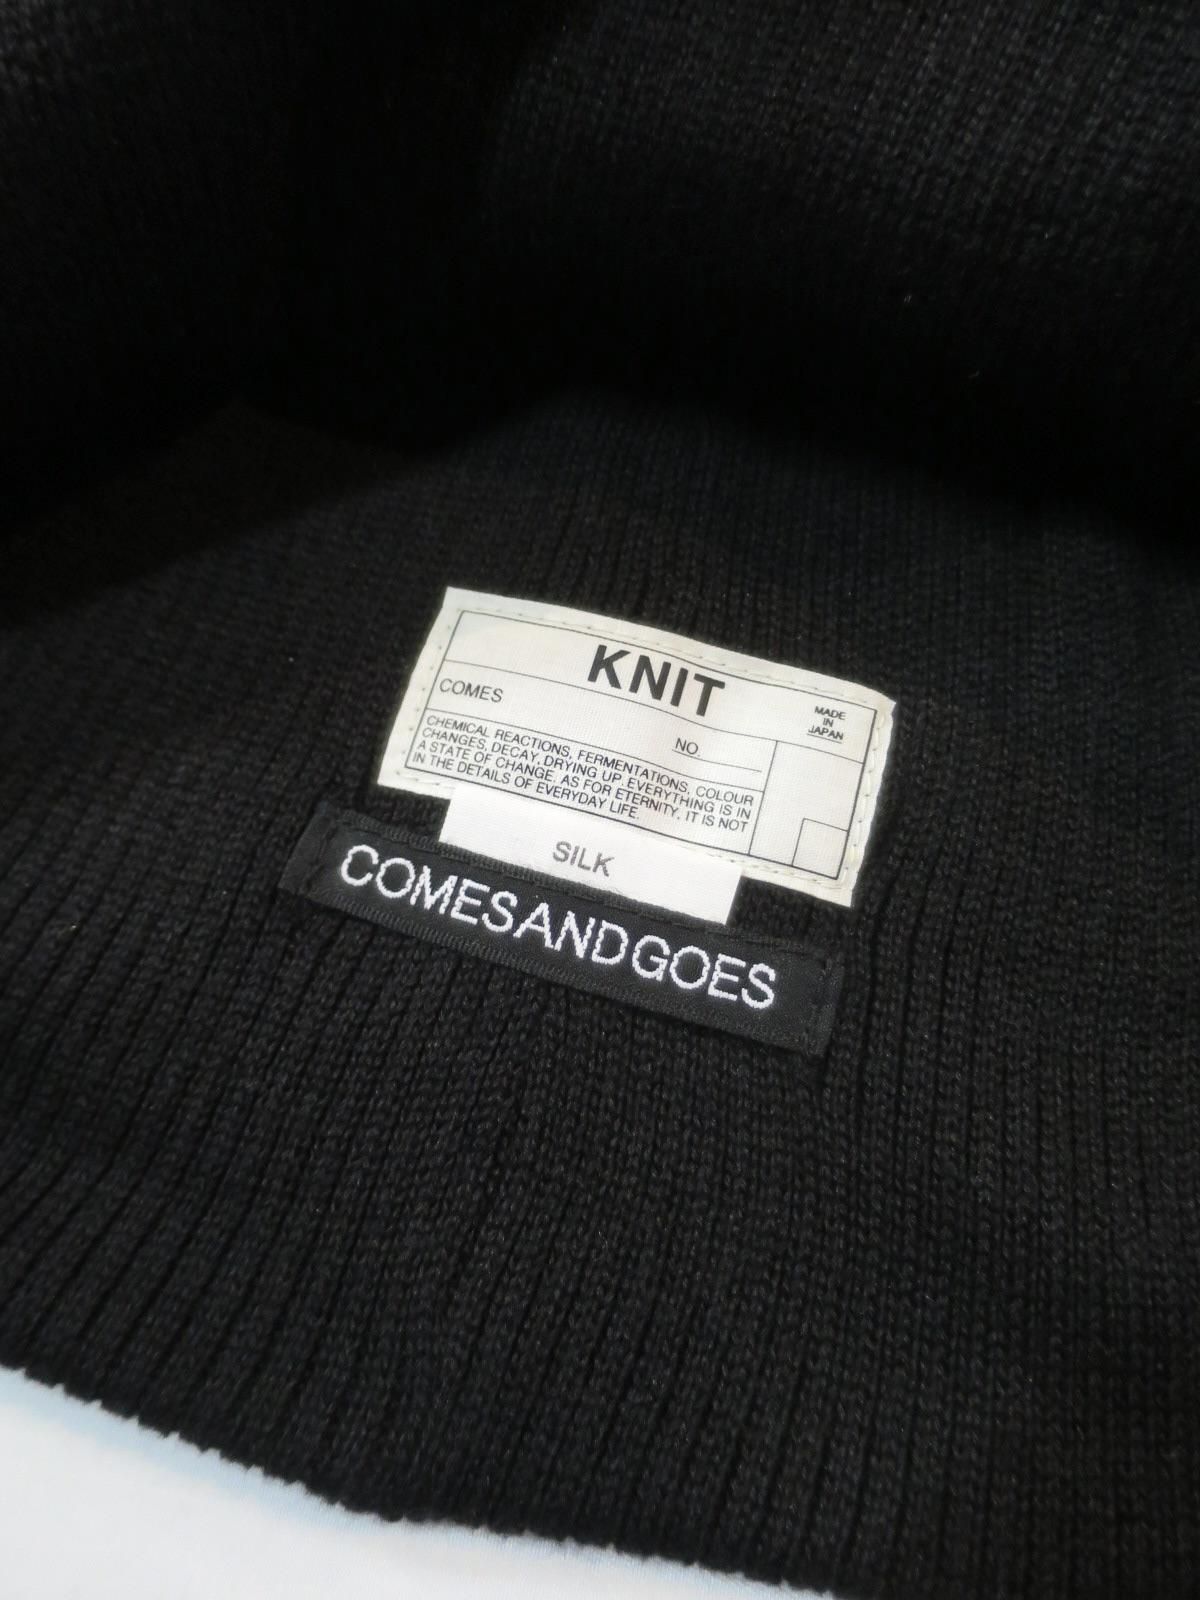 KNIT
COMES
MADE
IN
JAPAN
NO.
CHEMICAL REACTIONS, FERMENTATIONS, COLOUR
CHANGES, DECAY, DRYING UP. EVERYTHING IS IN
A STATE OF CHANGE. AS FOR ETERNITY, IT IS NOT
IN THE DETAILS OF EVERYDAY LIFE.
SILK
COMESANDGOES